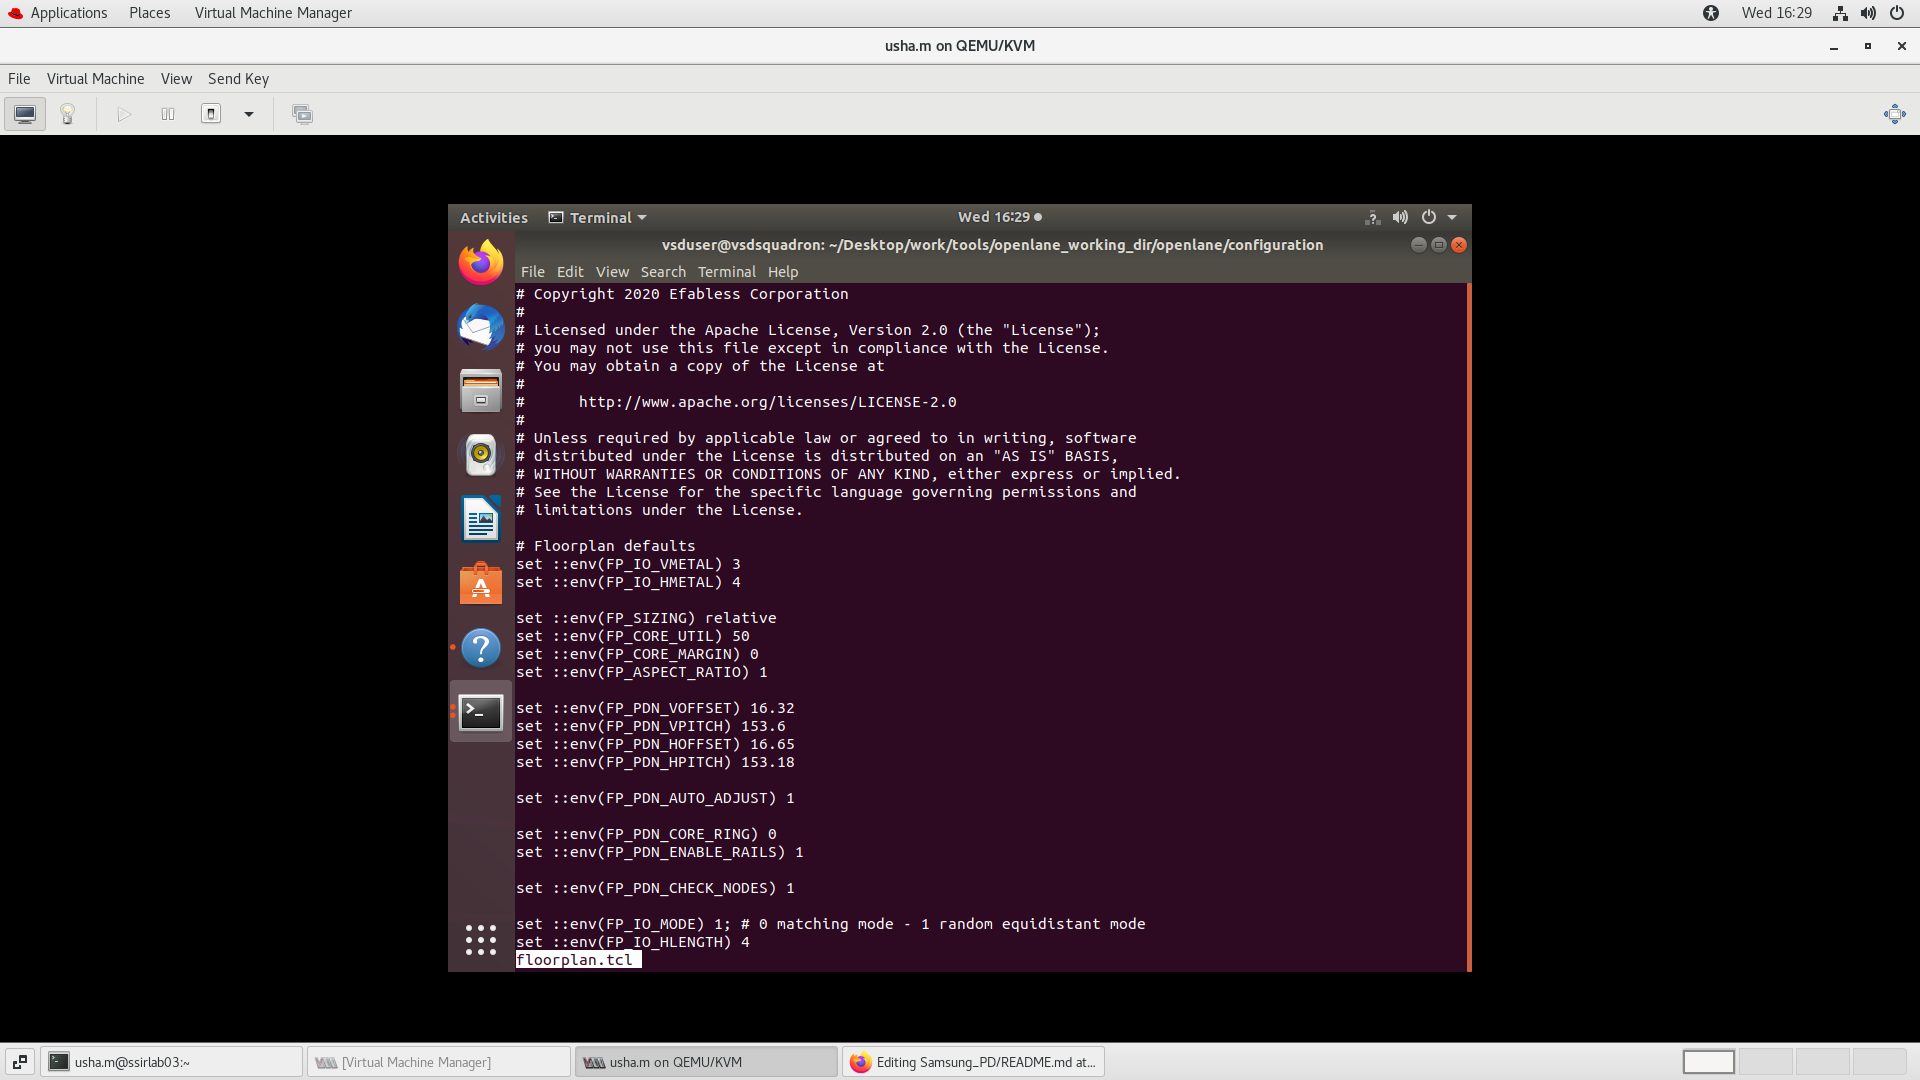 Applications Places Virtual Machine Manager Wed 16:29
usha.m on QEMU/KVM
File Virtual Machine View Send Key
Activities Terminal Wed 16:29
vsduser@vsdsquadron: ~/Desktop/work/tools/openlane_working_dir/openlane/configuration
File Edit View Search Terminal Help
# Copyright 2020 Efabless Corporation
#
# Licensed under the Apache License, Version 2.0 (the "License");
# you may not use this file except in compliance with the License.
# You may obtain a copy of the License at
#
#      http://www.apache.org/licenses/LICENSE-2.0
#
# Unless required by applicable law or agreed to in writing, software
# distributed under the License is distributed on an "AS IS" BASIS,
# WITHOUT WARRANTIES OR CONDITIONS OF ANY KIND, either express or implied.
# See the License for the specific language governing permissions and
# limitations under the License.
# Floorplan defaults
set ::env(FP_IO_VMETAL) 3
set ::env(FP_IO_HMETAL) 4
set ::env(FP_SIZING) relative
set ::env(FP_CORE_UTIL) 50
set ::env(FP_CORE_MARGIN) 0
set ::env(FP_ASPECT_RATIO) 1
set ::env(FP_PDN_VOFFSET) 16.32
set ::env(FP_PDN_VPITCH) 153.6
set ::env(FP_PDN_HOFFSET) 16.65
set ::env(FP_PDN_HPITCH) 153.18
set ::env(FP_PDN_AUTO_ADJUST) 1
set ::env(FP_PDN_CORE_RING) 0
set ::env(FP_PDN_ENABLE_RAILS) 1
set ::env(FP_PDN_CHECK_NODES) 1
set ::env(FP_IO_MODE) 1; # 0 matching mode - 1 random equidistant mode
set ::env(FP_IO_HLENGTH) 4
floorplan.tcl
usha.m@ssirlab03:~ [Virtual Machine Manager] usha.m on QEMU/KVM Editing Samsung_PD/README.md at...